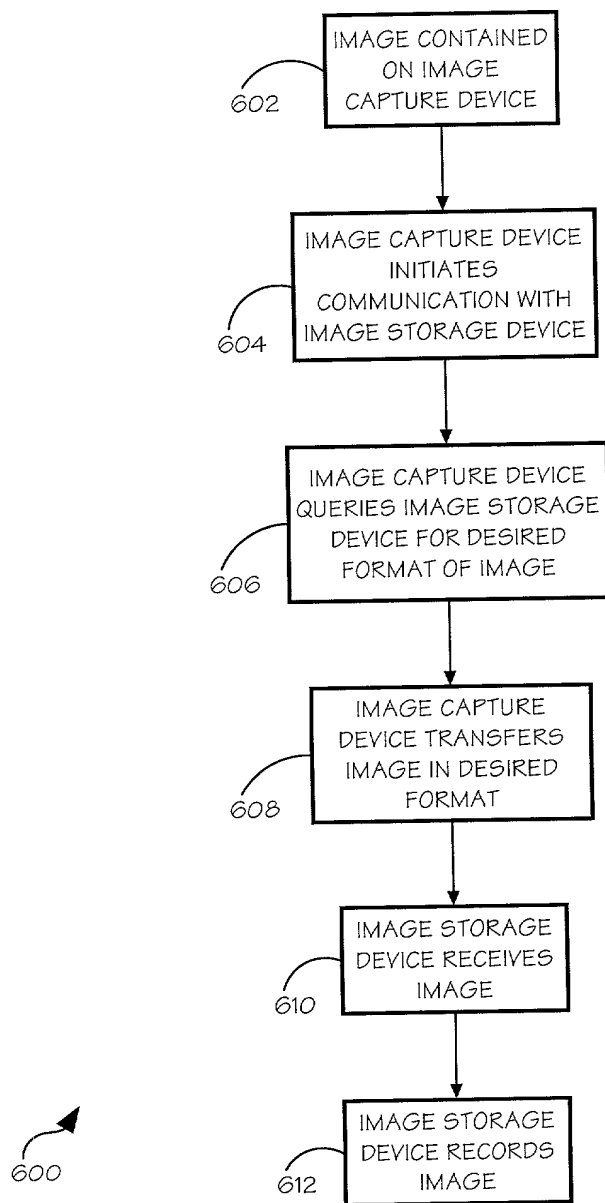 IMAGE CONTAINED
ON IMAGE
CAPTURE DEVICE
602
IMAGE CAPTURE DEVICE
INITIATES
COMMUNICATION WITH
IMAGE STORAGE DEVICE
604
IMAGE CAPTURE DEVICE
QUERIES IMAGE STORAGE
DEVICE FOR DESIRED
FORMAT OF IMAGE
606
IMAGE CAPTURE
DEVICE TRANSFERS
IMAGE IN DESIRED
FORMAT
608
IMAGE STORAGE
DEVICE RECEIVES
IMAGE
610
IMAGE STORAGE
DEVICE RECORDS
IMAGE
612
600